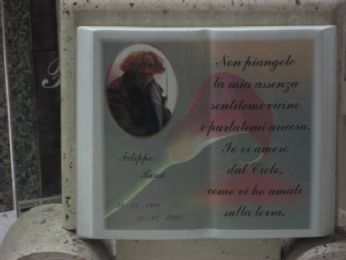 Non piangete
la mia assenza
sentitemi vicino
e parlatemi ancora.
Io vi amerò
dal Cielo,
come vi ho amati
sulla terra.
Filippo
Rossi